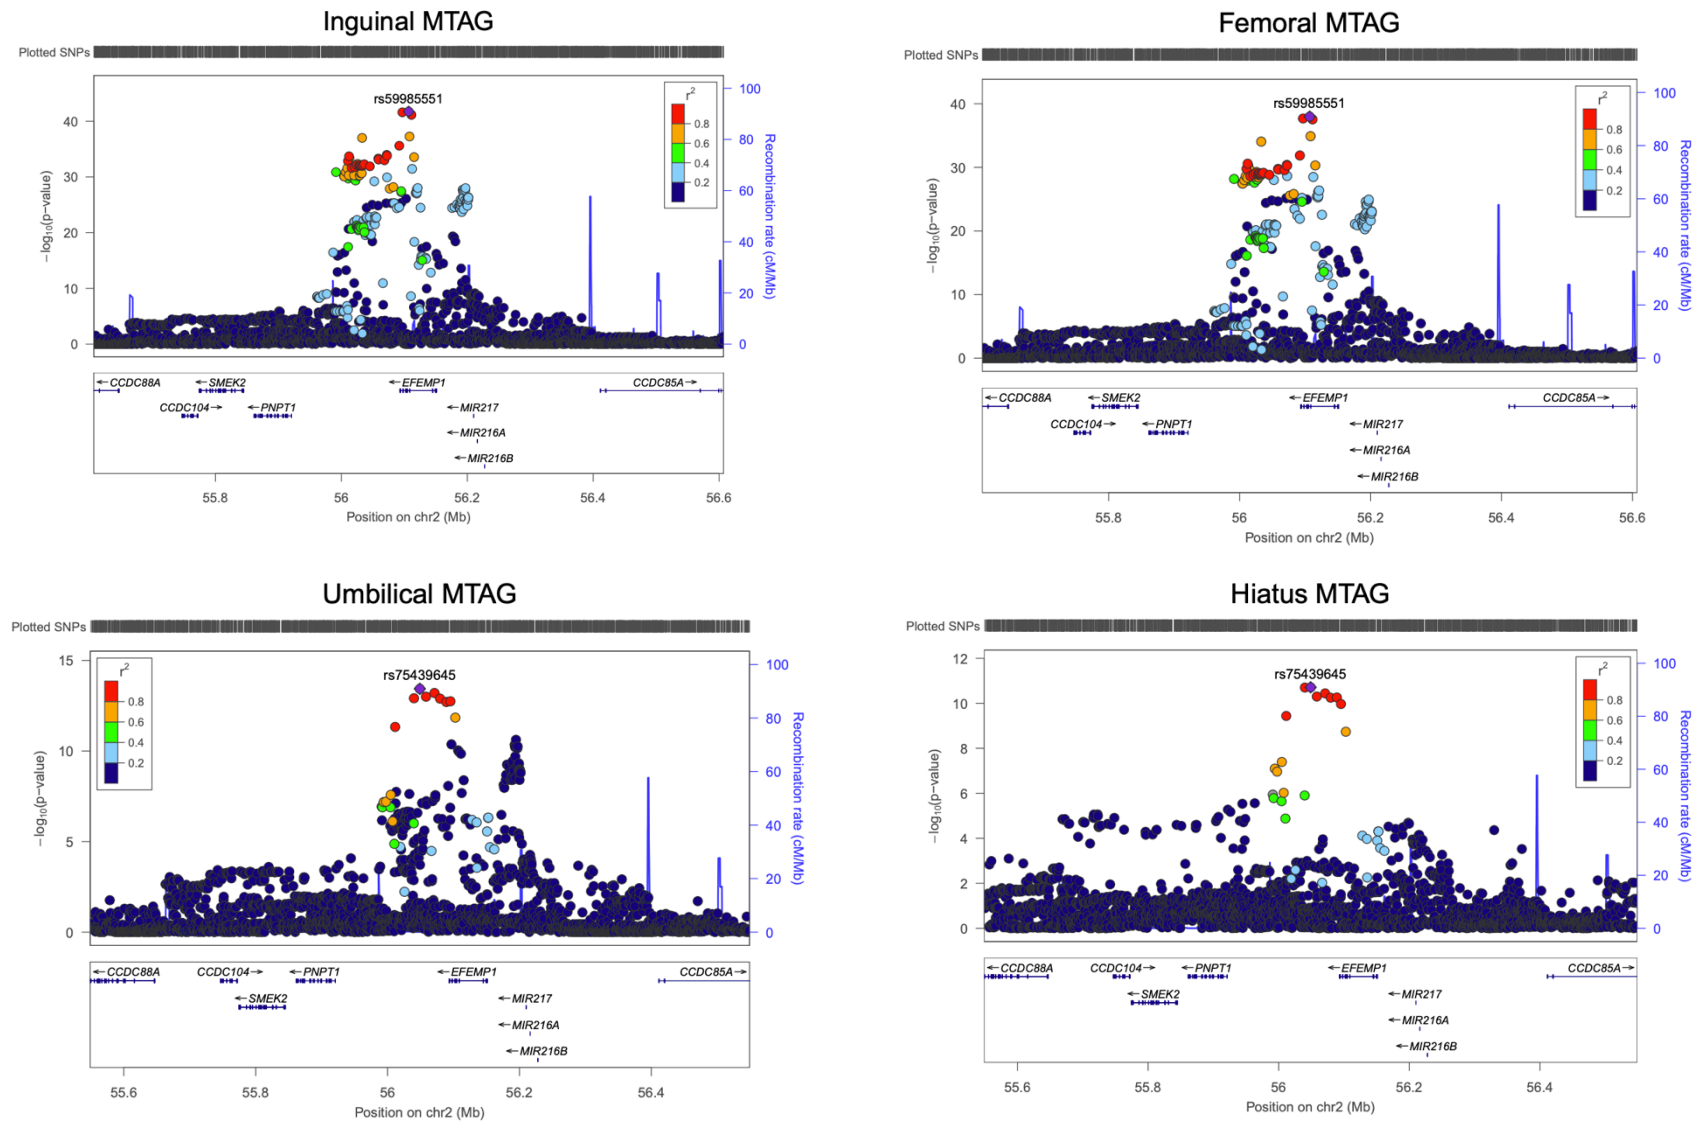 Inguinal MTAG
Plotted SNPs
rs59985551
r2
0.8
0.6
0.4
0.2
100
80
60
40
20
0
Recombination rate (cM/Mb)
40
30
20
10
0
−log10(p−value)
←CCDC88A ←SMEK2 ←EFEMP1 CCDC85A→
CCDC104→ ←PNPT1 ←MIR217
←MIR216A
←MIR216B
55.8 56 56.2 56.4 56.6
Position on chr2 (Mb)
Femoral MTAG
Plotted SNPs
rs59985551
r2
0.8
0.6
0.4
0.2
100
80
60
40
20
0
Recombination rate (cM/Mb)
40
30
20
10
0
−log10(p−value)
←CCDC88A ←SMEK2 ←EFEMP1 CCDC85A→
CCDC104→ ←PNPT1 ←MIR217
←MIR216A
←MIR216B
55.8 56 56.2 56.4 56.6
Position on chr2 (Mb)
Umbilical MTAG
Plotted SNPs
rs75439645
r2
0.8
0.6
0.4
0.2
100
80
60
40
20
0
Recombination rate (cM/Mb)
15
10
5
0
−log10(p−value)
←CCDC88A CCDC104→ ←PNPT1 ←EFEMP1 CCDC85A→
←SMEK2 ←MIR217
←MIR216A
←MIR216B
55.6 55.8 56 56.2 56.4
Position on chr2 (Mb)
Hiatus MTAG
Plotted SNPs
rs75439645
r2
0.8
0.6
0.4
0.2
100
80
60
40
20
0
Recombination rate (cM/Mb)
12
10
8
6
4
2
0
−log10(p−value)
←CCDC88A CCDC104→ ←PNPT1 ←EFEMP1 CCDC85A→
←SMEK2 ←MIR217
←MIR216A
←MIR216B
55.6 55.8 56 56.2 56.4
Position on chr2 (Mb)